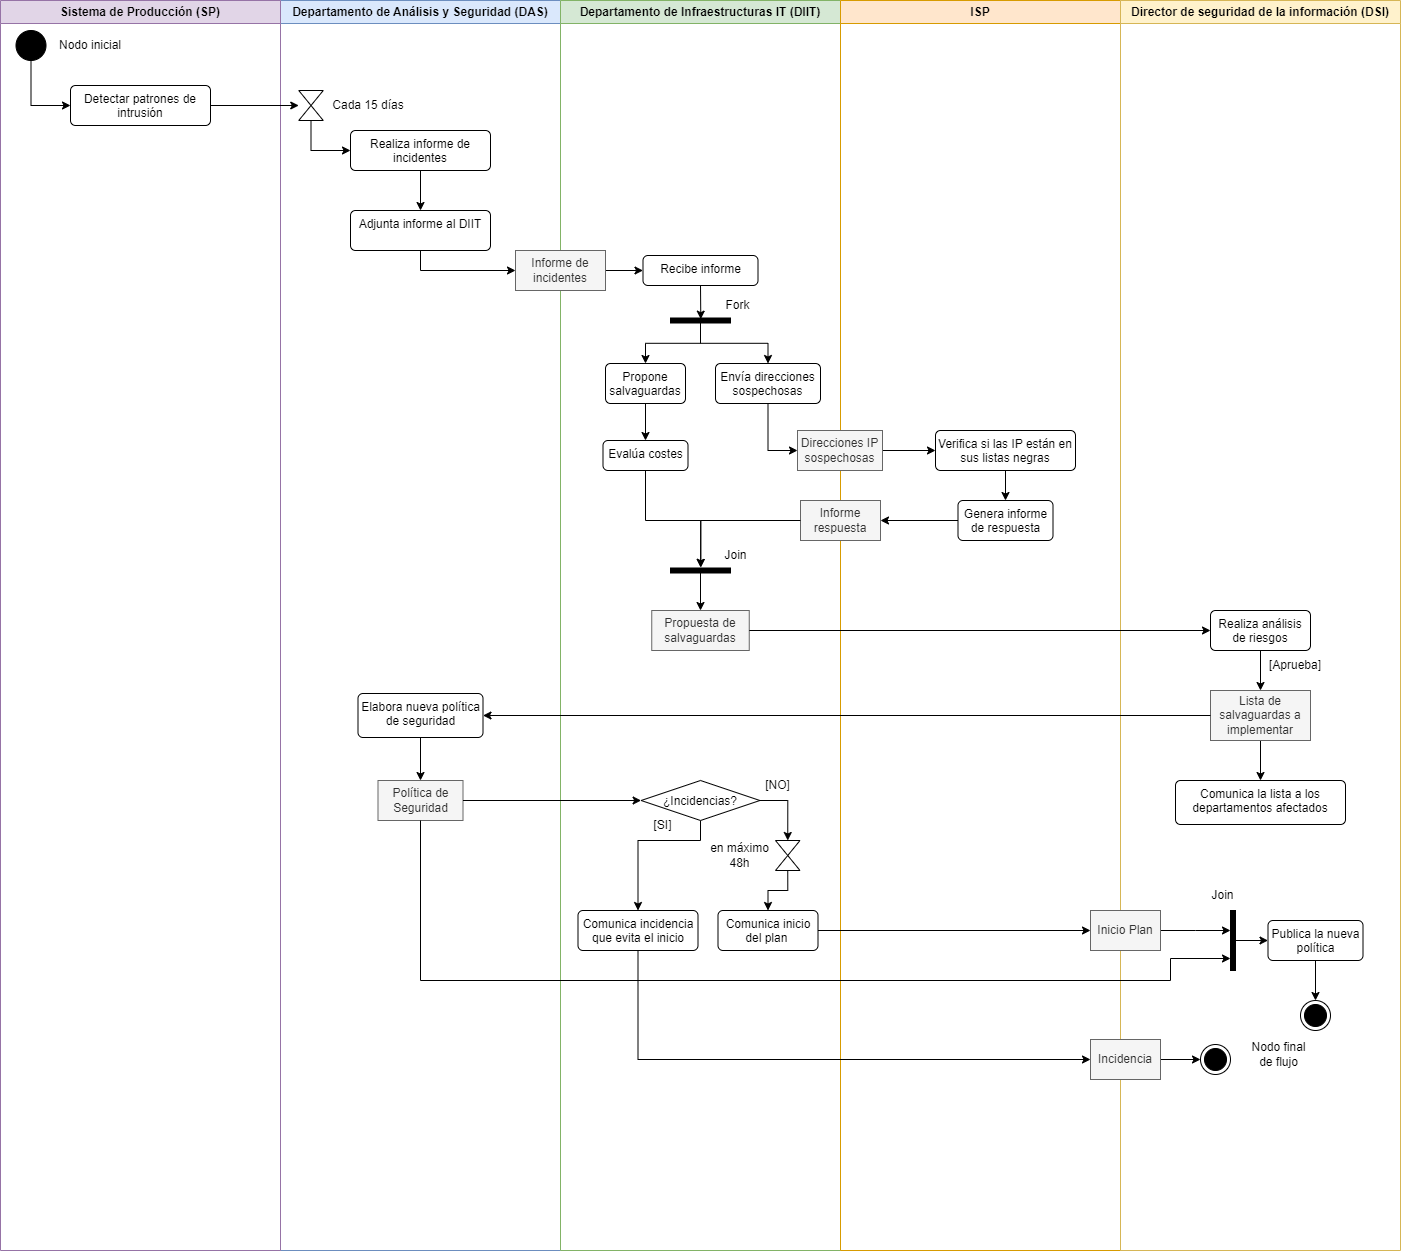 Sistema de Producción (SP)
Departamento de Análisis y Seguridad (DAS)
Departamento de Infraestructuras IT (DIIT)
ISP
Director de seguridad de la información (DSI)
Nodo inicial
Detectar patrones de
intrusión
Cada 15 días
Realiza informe de
incidentes
Adjunta informe al DIIT
Informe de
incidentes
Recibe informe
Fork
Propone
salvaguardas
Envía direcciones
sospechosas
Evalúa costes
Direcciones IP
sospechosas
Verifica si las IP están en
sus listas negras
Informe
respuesta
Genera informe
de respuesta
Join
Propuesta de
salvaguardas
Realiza análisis
de riesgos
[Aprueba]
Elabora nueva política
de seguridad
Lista de
salvaguardas a
implementar
Política de
Seguridad
¿Incidencias?
[NO]
[SI]
Comunica la lista a los
departamentos afectados
en máximo
48h
Comunica incidencia
que evita el inicio
Comunica inicio
del plan
Inicio Plan
Join
Publica la nueva
política
Nodo final
de flujo
Incidencia